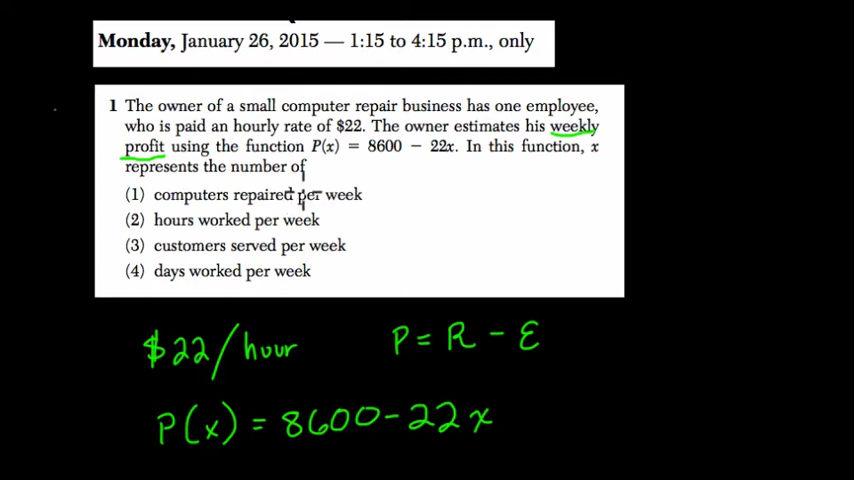 Monday, January 26, 2015 — 1:15 to 4:15 p.m., only
1 The owner of a small computer repair business has one employee,
who is paid an hourly rate of $22. The owner estimates his weekly
profit using the function P(x) = 8600 − 22x. In this function, x
represents the number of
(1) computers repaired per week
(2) hours worked per week
(3) customers served per week
(4) days worked per week
$22/hour P = R - E
P(x) = 8600 - 22x